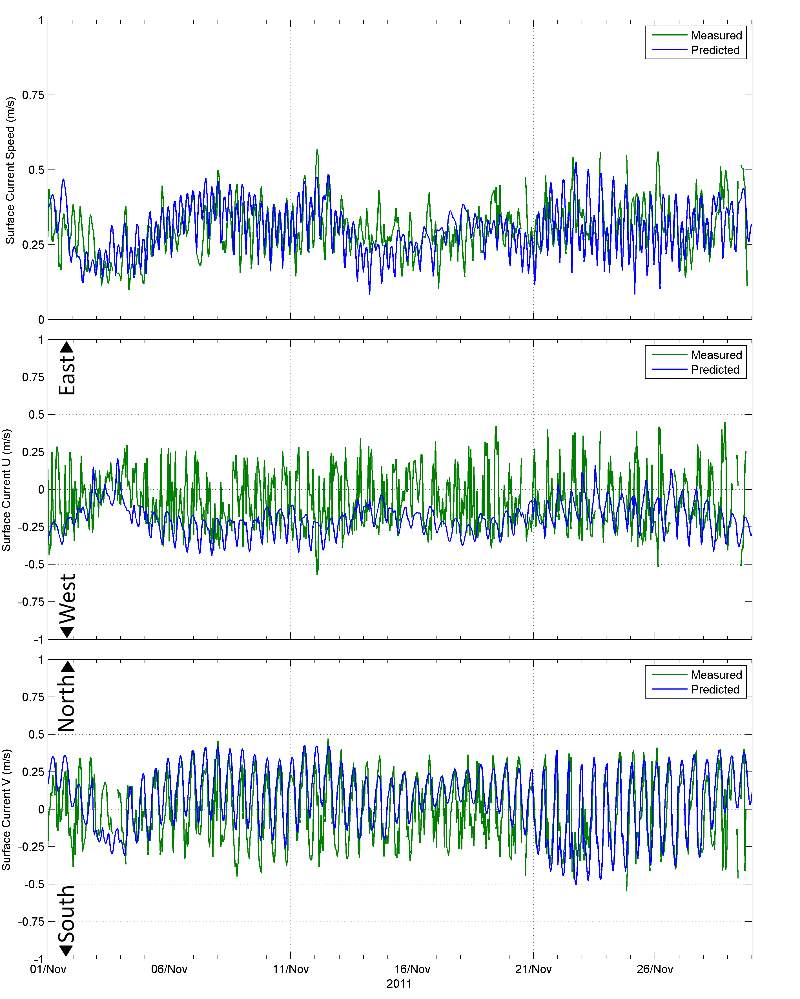 1
0.75
0.5
0.25
0
Surface Current Speed (m/s)
Measured
Predicted
1
0.75
0.5
0.25
0
-0.25
-0.5
-0.75
-1
Surface Current U (m/s)
East
West
Measured
Predicted
1
0.75
0.5
0.25
0
-0.25
-0.5
-0.75
-1
Surface Current V (m/s)
North
South
Measured
Predicted
01/Nov 06/Nov 11/Nov 16/Nov 21/Nov 26/Nov
2011